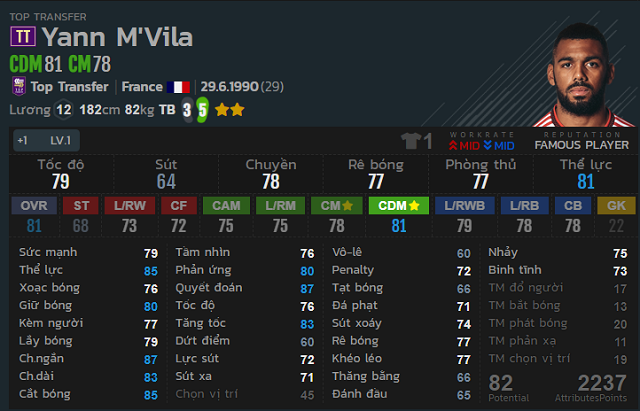 TOP TRANSFER
TT Yann M'Vila
CDM81 CM78
Top Transfer France 29.6.1990(29)
Lương 12 182cm 82kg TB 3 5
+1 LV.1
1
WORKRATE
MID MID
REPUTATION
FAMOUS PLAYER
Tốc độ Sút Chuyền Rê bóng Phòng thủ Thể lực
79 64 78 77 77 81
OVR ST L/RW CF CAM L/RM CM CDM L/RWB L/RB CB GK
81 68 73 72 75 75 78 81 79 78 78 22
Sức mạnh 79 Tầm nhìn 76 Vô-lê 60 Nhảy 75
Thể lực 85 Phản ứng 80 Penalty 72 Bình tĩnh 73
Xoạc bóng 76 Quyết đoán 87 Tạt bóng 66 TM đổ người 17
Giữ bóng 80 Tốc độ 76 Đá phạt 71 TM bắt bóng 13
Kèm người 77 Tăng tốc 83 Sút xoáy 74 TM phát bóng 20
Lấy bóng 79 Dứt điểm 60 Rê bóng 77 TM phản xạ 11
Ch.ngắn 87 Lực sút 72 Khéo léo 77 TM chọn vị trí 19
Ch.dài 83 Sút xa 71 Thăng bằng 66
Cắt bóng 85 Chọn vị trí 45 Đánh đầu 65
82 2237
Potential AttributesPoints